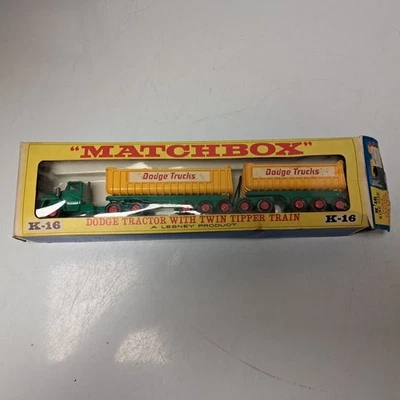 "MATCHBOX"
Dodge Trucks
Dodge Trucks
K-16
DODGE TRACTOR WITH TWIN TIPPER TRAIN
K-16
A LESNEY PRODUCT